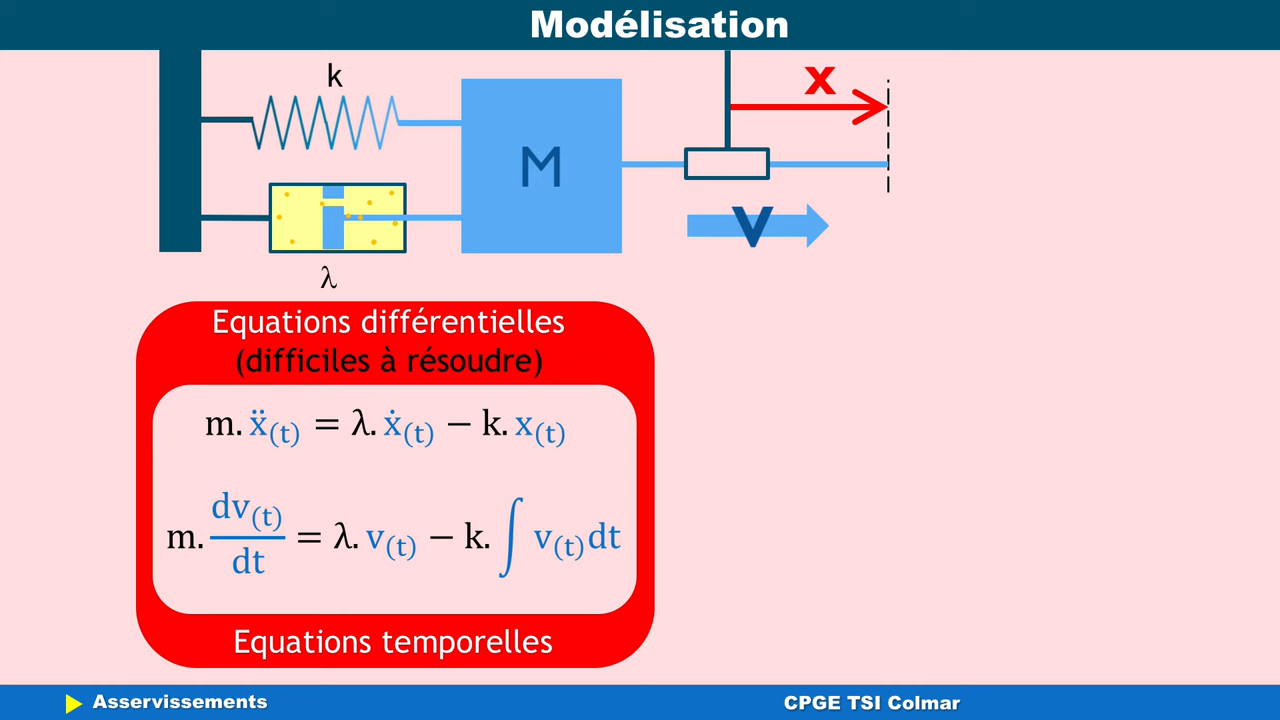 Modélisation
k
x
M
V
λ
Equations différentielles
(difficiles à résoudre)
m. ẍ(t) = λ. ẋ(t) − k. x(t)
m. dv(t)/dt = λ. v(t) − k. ∫ v(t)dt
Equations temporelles
Asservissements
CPGE TSI Colmar